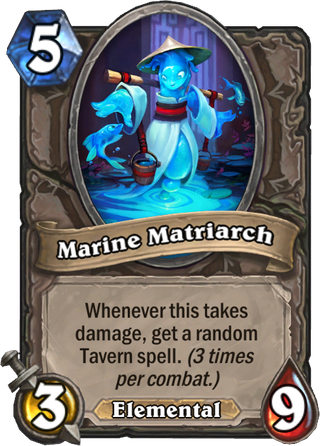 5
Marine Matriarch
Whenever this takes
damage, get a random
Tavern spell. (3 times
per combat.)
Elemental
3
9